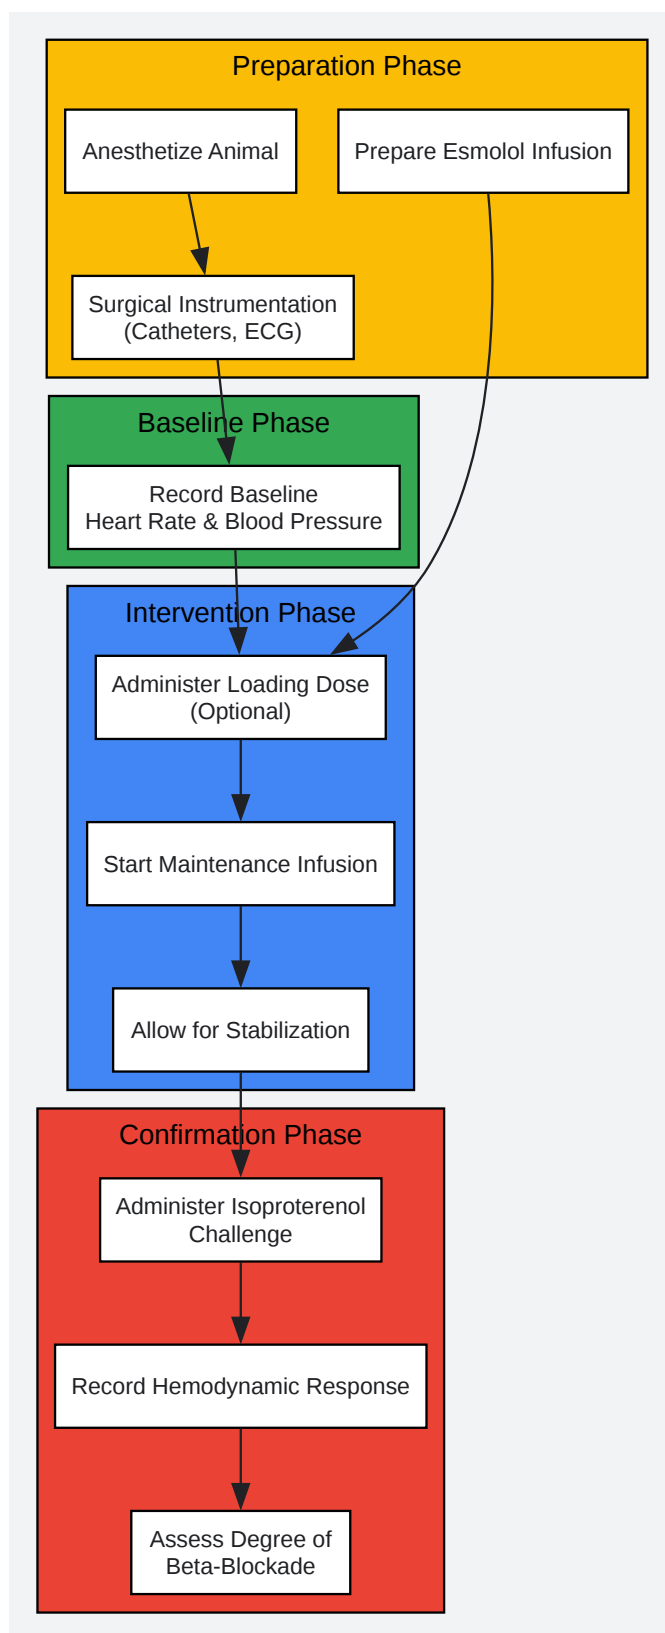 Preparation Phase
Anesthetize Animal
Prepare Esmolol Infusion
Surgical Instrumentation
(Catheters, ECG)
Baseline Phase
Record Baseline
Heart Rate & Blood Pressure
Intervention Phase
Administer Loading Dose
(Optional)
Start Maintenance Infusion
Allow for Stabilization
Confirmation Phase
Administer Isoproterenol
Challenge
Record Hemodynamic Response
Assess Degree of
Beta-Blockade